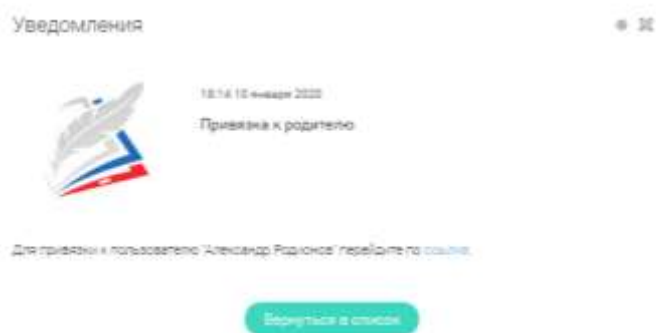 Уведомления
18:14 10 января 2020
Привязка к родителю
Для привязки к пользователю "Александр Родионов" перейдите по ссылке.
Вернуться в список